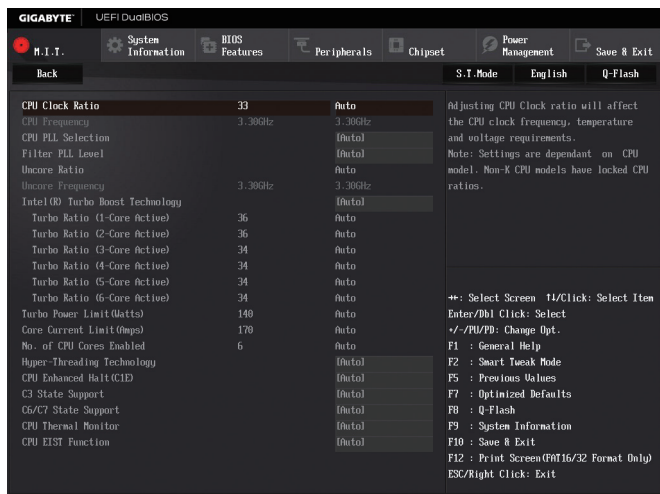 GIGABYTE™ UEFI DualBIOS
M.I.T. System Information BIOS Features Peripherals Chipset Power Management Save & Exit
Back S.T.Mode English Q-Flash
CPU Clock Ratio 33 Auto
CPU Frequency 3.30GHz 3.30GHz
CPU PLL Selection [Auto]
Filter PLL Level [Auto]
Uncore Ratio Auto
Uncore Frequency 3.30GHz 3.30GHz
Intel(R) Turbo Boost Technology [Auto]
Turbo Ratio (1-Core Active) 36 Auto
Turbo Ratio (2-Core Active) 36 Auto
Turbo Ratio (3-Core Active) 34 Auto
Turbo Ratio (4-Core Active) 34 Auto
Turbo Ratio (5-Core Active) 34 Auto
Turbo Ratio (6-Core Active) 34 Auto
Turbo Power Limit(Watts) 140 Auto
Core Current Limit(Amps) 170 Auto
No. of CPU Cores Enabled 6 Auto
Hyper-Threading Technology [Auto]
CPU Enhanced Halt(C1E) [Auto]
C3 State Support [Auto]
C6/C7 State Support [Auto]
CPU Thermal Monitor [Auto]
CPU EIST Function [Auto]
Adjusting CPU Clock ratio will affect
the CPU clock frequency, temperature
and voltage requirements.
Note: Settings are dependant on CPU
model. Non-K CPU models have locked CPU
ratios.
→←: Select Screen ↑↓/Click: Select Item
Enter/Dbl Click: Select
+/-/PU/PD: Change Opt.
F1 : General Help
F2 : Smart Tweak Mode
F5 : Previous Values
F7 : Optimized Defaults
F8 : Q-Flash
F9 : System Information
F10 : Save & Exit
F12 : Print Screen(FAT16/32 Format Only)
ESC/Right Click: Exit